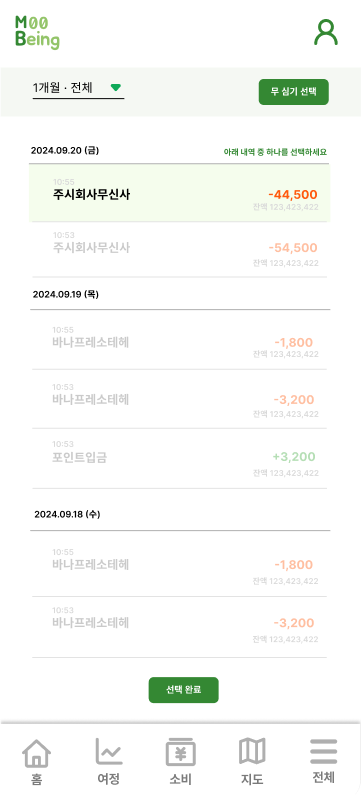 M00
Being
1개월 · 전체
무 심기 선택
2024.09.20 (금)
아래 내역 중 하나를 선택하세요
10:55
주시회사무신사
-44,500
잔액 123,423,422
10:53
주시회사무신사
-54,500
잔액 123,423,422
2024.09.19 (목)
10:55
바나프레소테헤
-1,800
잔액 123,423,422
10:53
바나프레소테헤
-3,200
잔액 123,423,422
10:53
포인트입금
+3,200
잔액 123,423,422
2024.09.18 (수)
10:55
바나프레소테헤
-1,800
잔액 123,423,422
10:53
바나프레소테헤
-3,200
잔액 123,423,422
선택 완료
홈
여정
소비
지도
전체